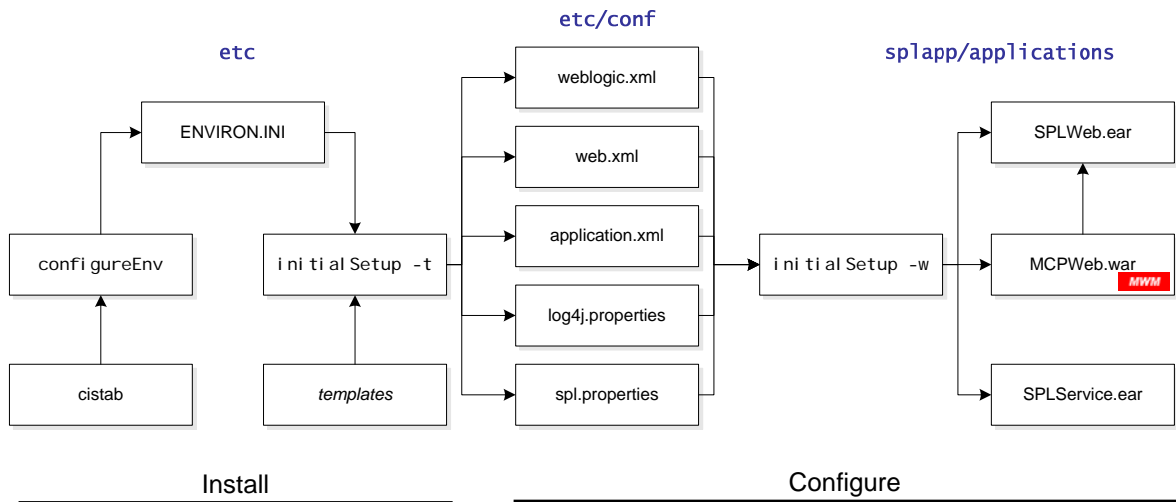 etc/conf
etc
splapp/applications
weblogic.xml
ENVIRON.INI
SPLWeb.ear
web.xml
configureEnv
initialSetup -t
application.xml
initialSetup -w
MCPWeb.war
MWM
log4j.properties
cistab
templates
spl.properties
SPLService.ear
Install
Configure